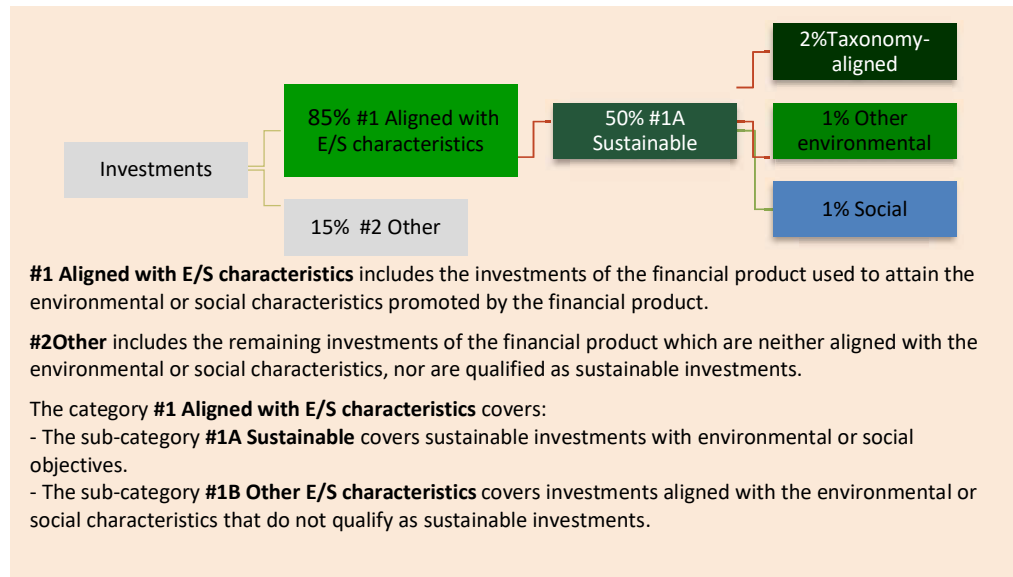 2%Taxonomy-
aligned
85% #1 Aligned with
E/S characteristics
50% #1A
Sustainable
1% Other
environmental
Investments
1% Social
15% #2 Other
#1 Aligned with E/S characteristics includes the investments of the financial product used to attain the
environmental or social characteristics promoted by the financial product.
#2Other includes the remaining investments of the financial product which are neither aligned with the
environmental or social characteristics, nor are qualified as sustainable investments.
The category #1 Aligned with E/S characteristics covers:
- The sub-category #1A Sustainable covers sustainable investments with environmental or social
objectives.
- The sub-category #1B Other E/S characteristics covers investments aligned with the environmental or
social characteristics that do not qualify as sustainable investments.